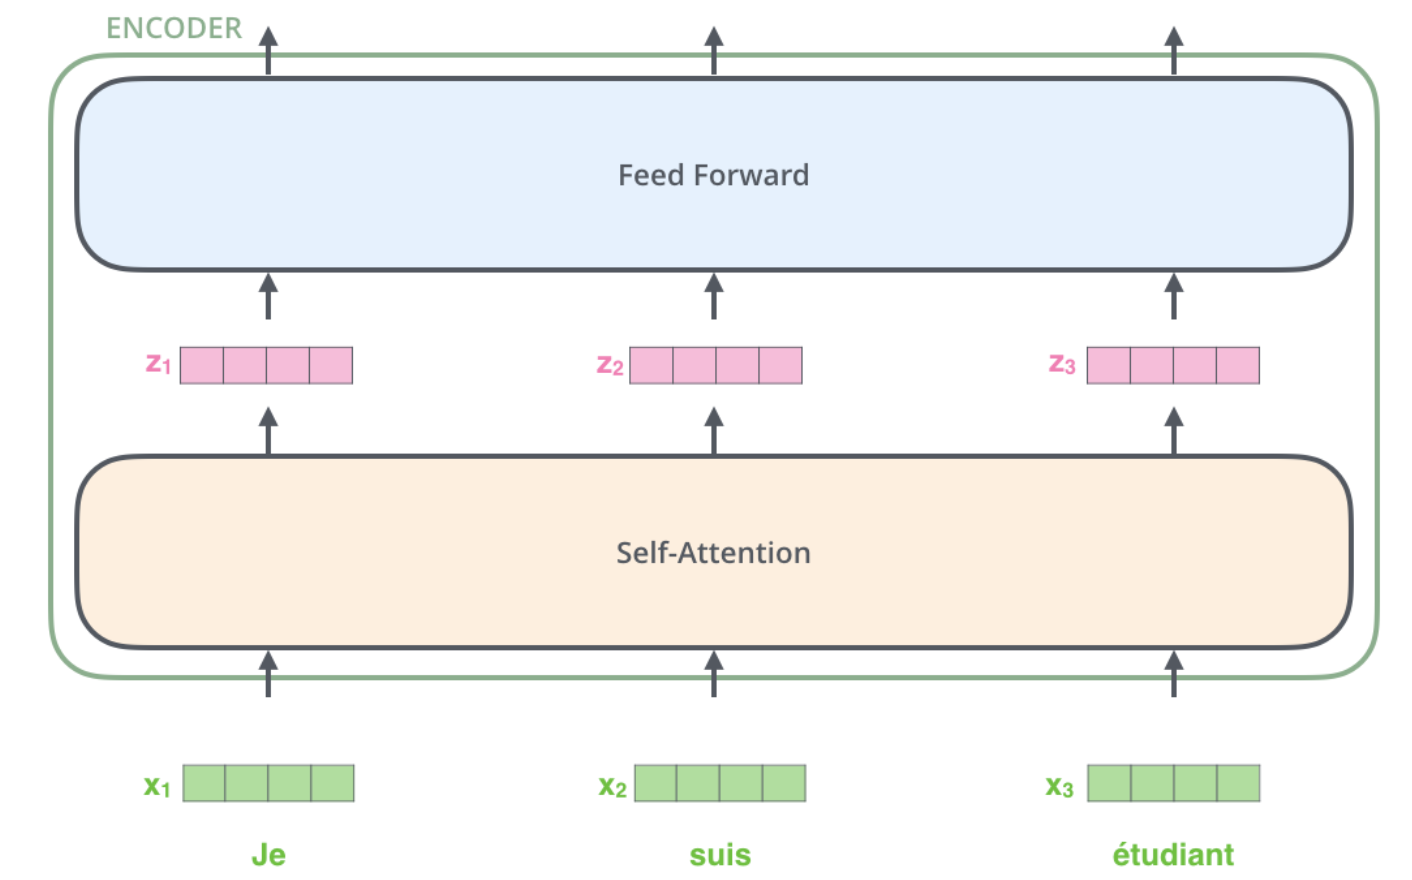 ENCODER
Feed Forward
z₁ z₂ z₃
Self-Attention
x₁ x₂ x₃
Je suis étudiant